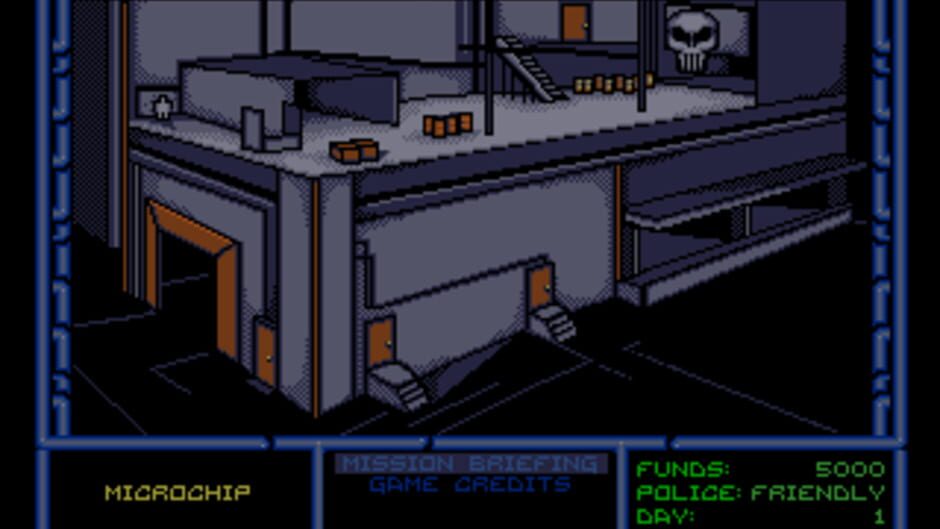 MISSION BRIEFING
GAME CREDITS
MICROCHIP
FUNDS: 5000
POLICE: FRIENDLY
DAY: 1